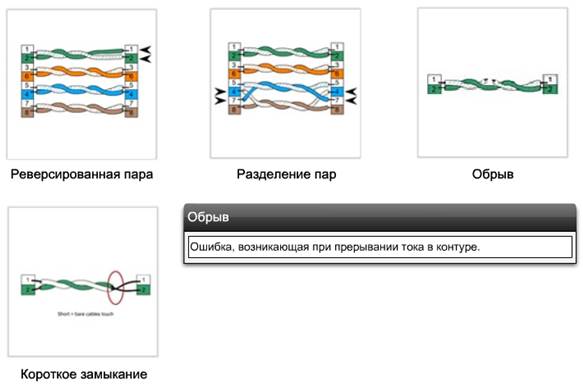 1 1
2 2
3 3
6 6
5 5
4 4
7 7
8 8
1 1
2 2
3 3
6 6
5 5
4 4
7 7
8 8
1 1
2 2
Реверсированная пара
Разделение пар
Обрыв
1 1
2 2
Short = bare cables touch
Короткое замыкание
Обрыв
Ошибка, возникающая при прерывании тока в контуре.